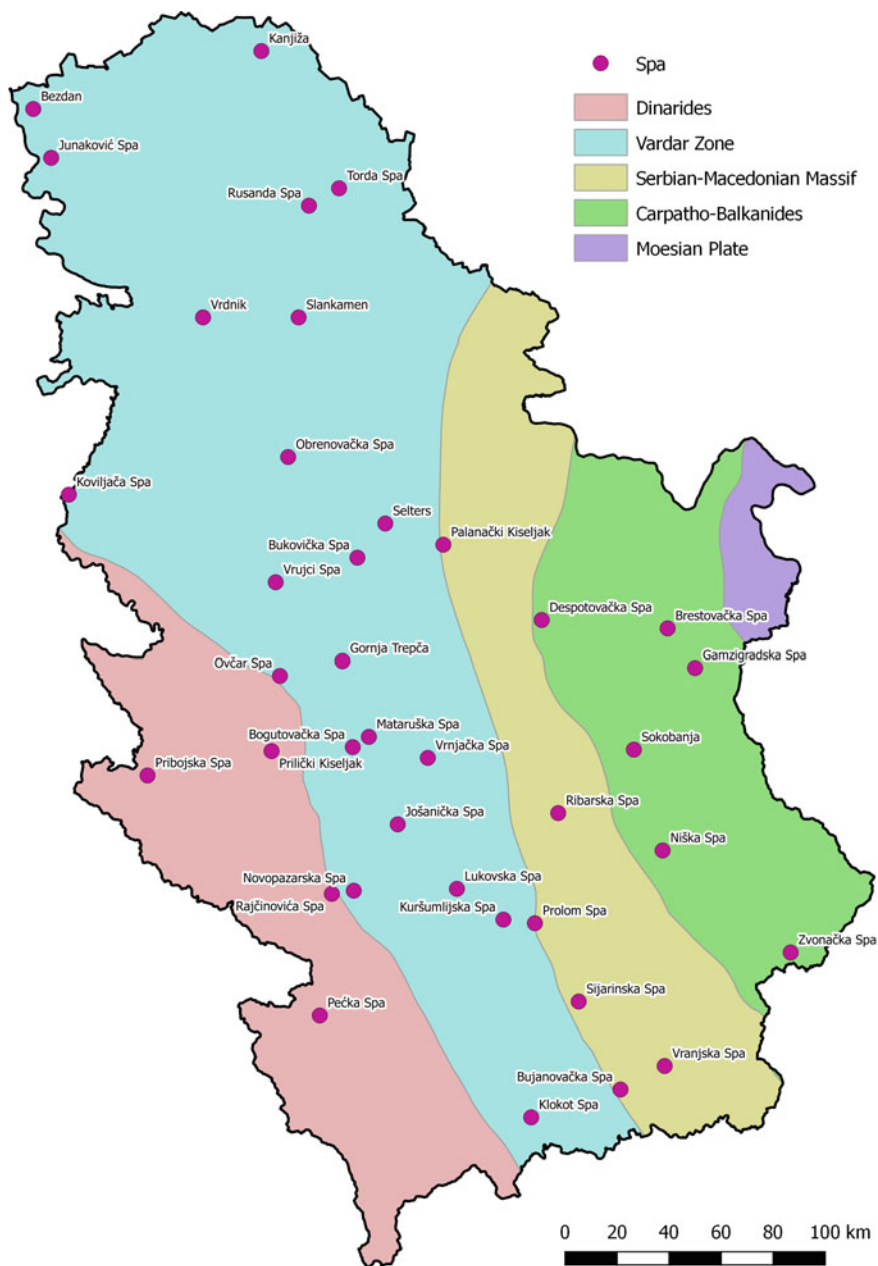 Kanjiža
Spa
Bezdan
Dinarides
Junaković Spa
Vardar Zone
Torda Spa
Serbian-Macedonian Massif
Rusanda Spa
Carpatho-Balkanides
Moesian Plate
Vrdnik
Slankamen
Obrenovačka Spa
Koviljača Spa
Selters
Palanački Kiseljak
Bukovička Spa
Vrujci Spa
Despotovačka Spa
Brestovačka Spa
Gornja Trepča
Gamzigradska Spa
Ovčar Spa
Mataruška Spa
Bogutovačka Spa
Sokobanja
Vrnjačka Spa
Prilički Kiseljak
Pribojska Spa
Ribarska Spa
Jošanička Spa
Niška Spa
Lukovska Spa
Novopazarska Spa
Rajčinovića Spa
Kuršumlijska Spa
Prolom Spa
Zvonačka Spa
Sijarinska Spa
Pećka Spa
Vranjska Spa
Bujanovačka Spa
Klokot Spa
0 20 40 60 80 100 km